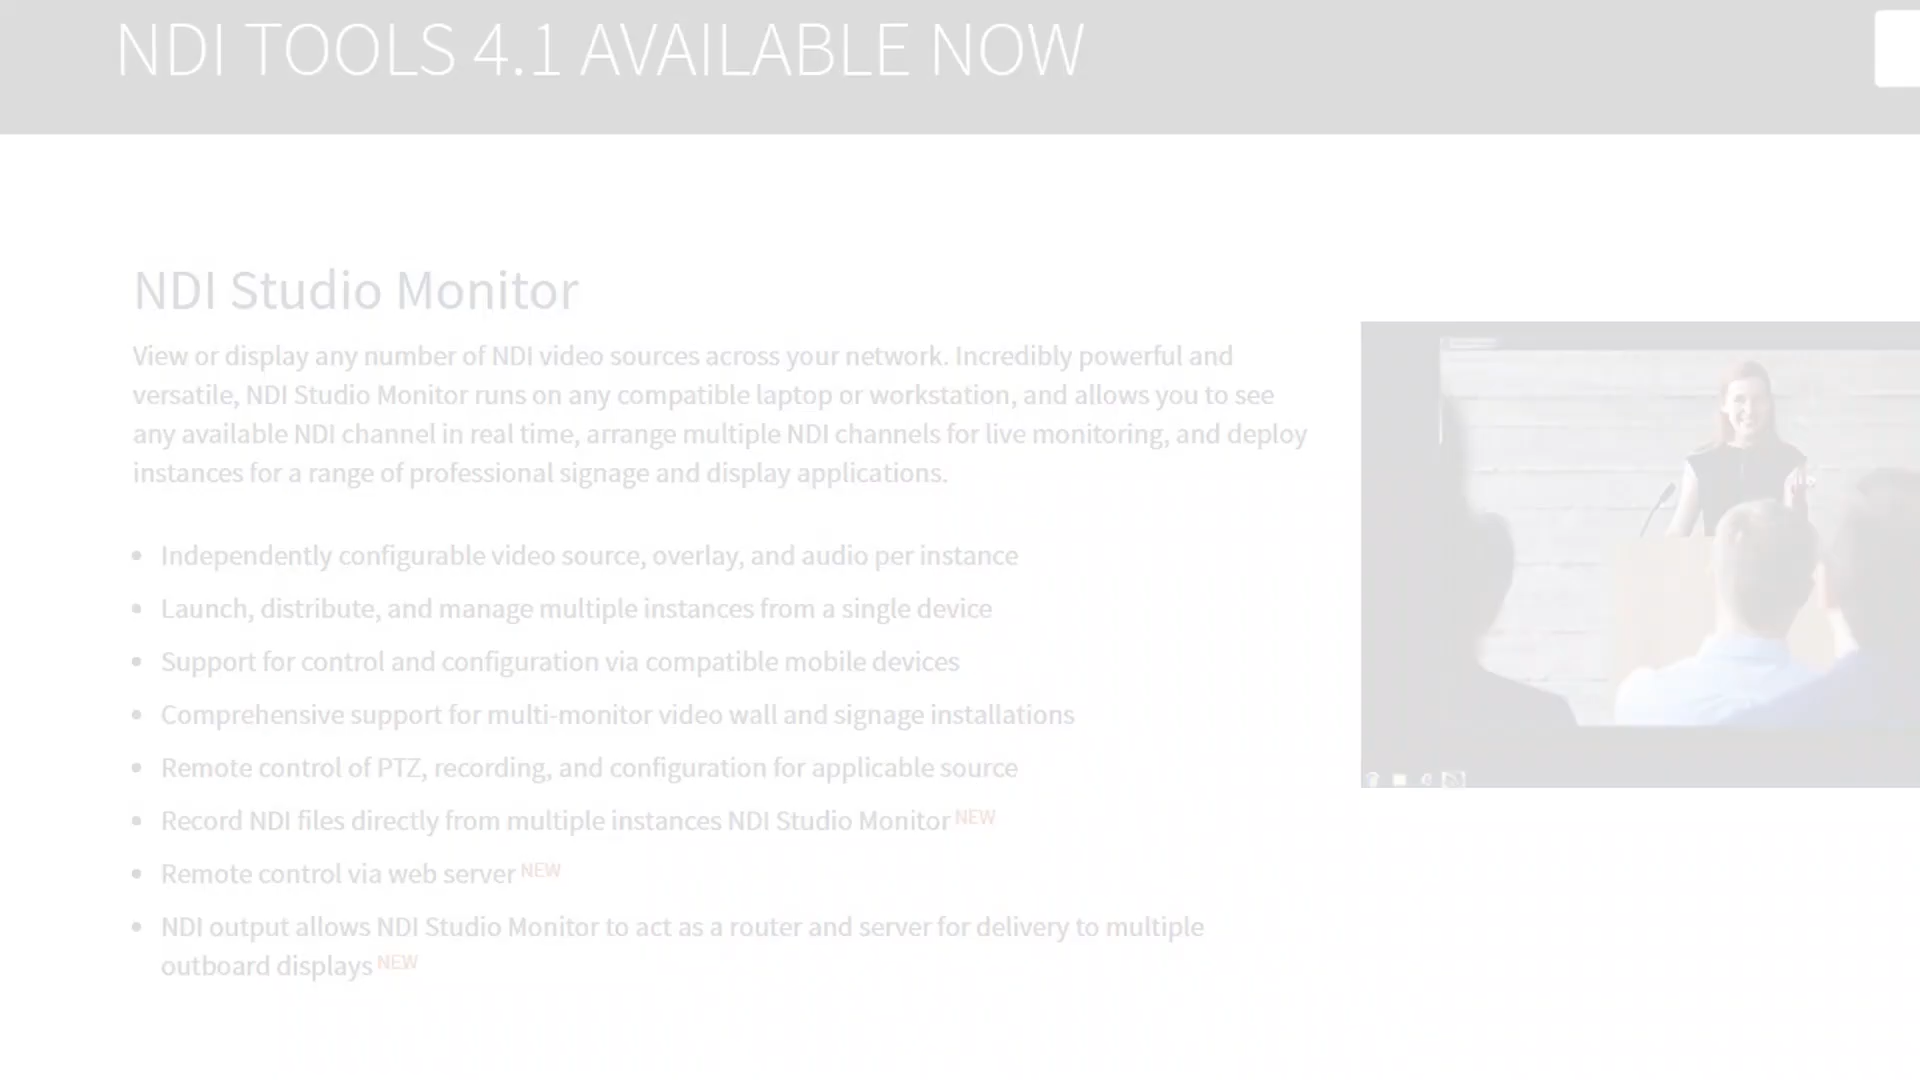 NDI TOOLS 4.1 AVAILABLE NOW
NDI Studio Monitor
View or display any number of NDI video sources across your network. Incredibly powerful and
versatile, NDI Studio Monitor runs on any compatible laptop or workstation, and allows you to see
any available NDI channel in real time, arrange multiple NDI channels for live monitoring, and deploy
instances for a range of professional signage and display applications.
• Independently configurable video source, overlay, and audio per instance
• Launch, distribute, and manage multiple instances from a single device
• Support for control and configuration via compatible mobile devices
• Comprehensive support for multi-monitor video wall and signage installations
• Remote control of PTZ, recording, and configuration for applicable source
• Record NDI files directly from multiple instances NDI Studio Monitor NEW
• Remote control via web server NEW
• NDI output allows NDI Studio Monitor to act as a router and server for delivery to multiple
outboard displays NEW